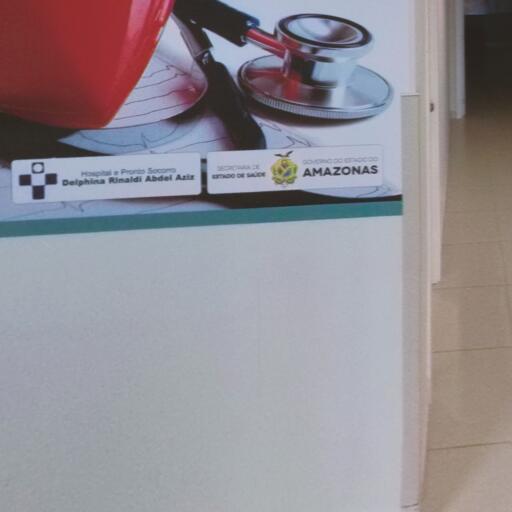 Hospital e Pronto Socorro
Delphina Rinaldi Abdel Aziz
SECRETARIA DE
ESTADO DE SAÚDE
GOVERNO DO ESTADO DO
AMAZONAS